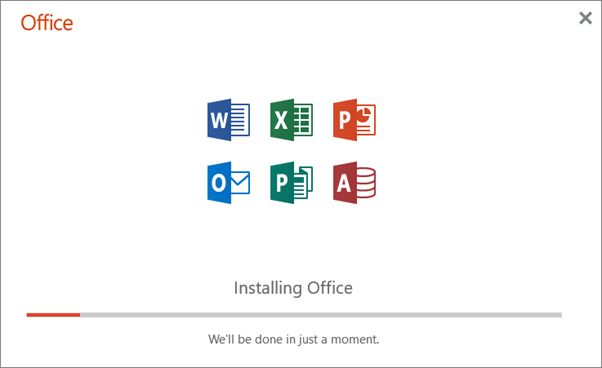 Office
W X P
O P A
Installing Office
We'll be done in just a moment.